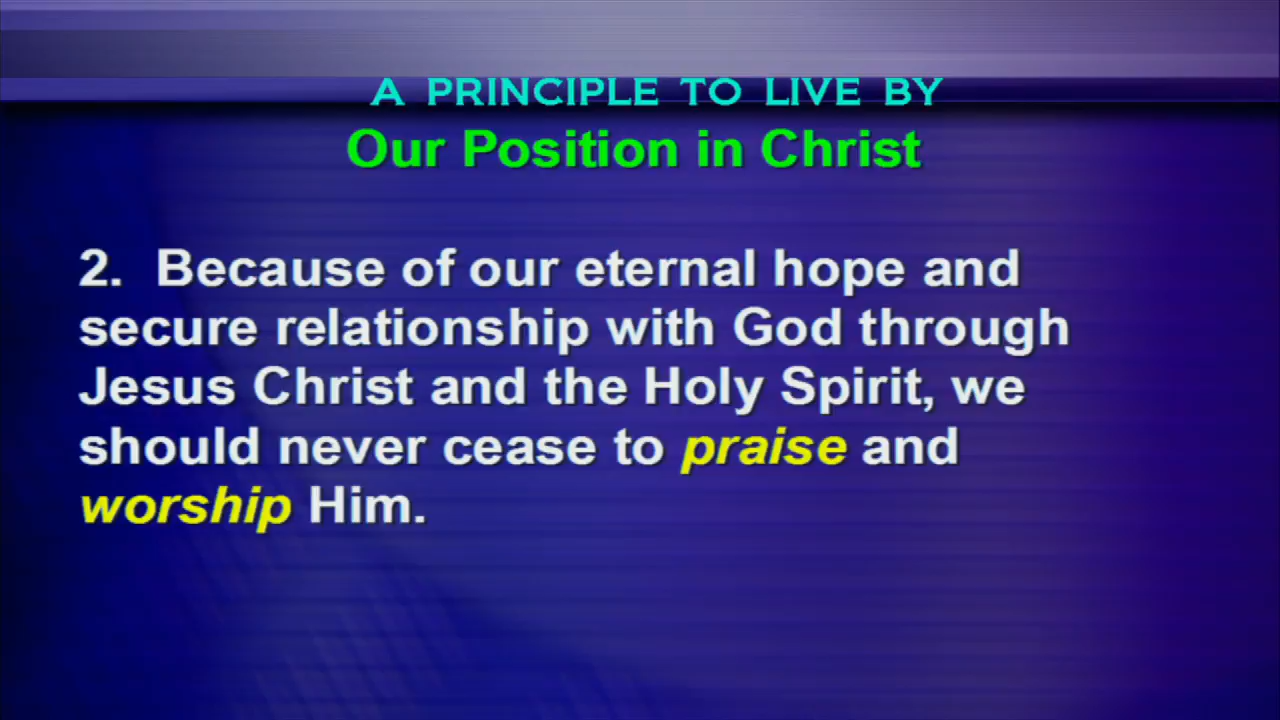 A PRINCIPLE TO LIVE BY
Our Position in Christ
2. Because of our eternal hope and
secure relationship with God through
Jesus Christ and the Holy Spirit, we
should never cease to praise and
worship Him.